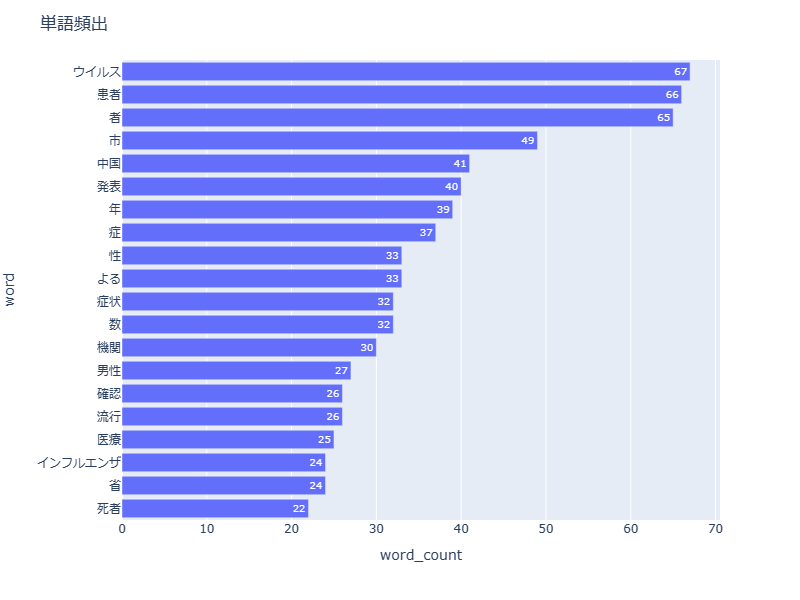 単語頻出
ウイルス 67
患者 66
者 65
市 49
中国 41
発表 40
年 39
症 37
性 33
よる 33
症状 32
数 32
機関 30
男性 27
確認 26
流行 26
医療 25
インフルエンザ 24
省 24
死者 22
0 10 20 30 40 50 60 70
word_count
word